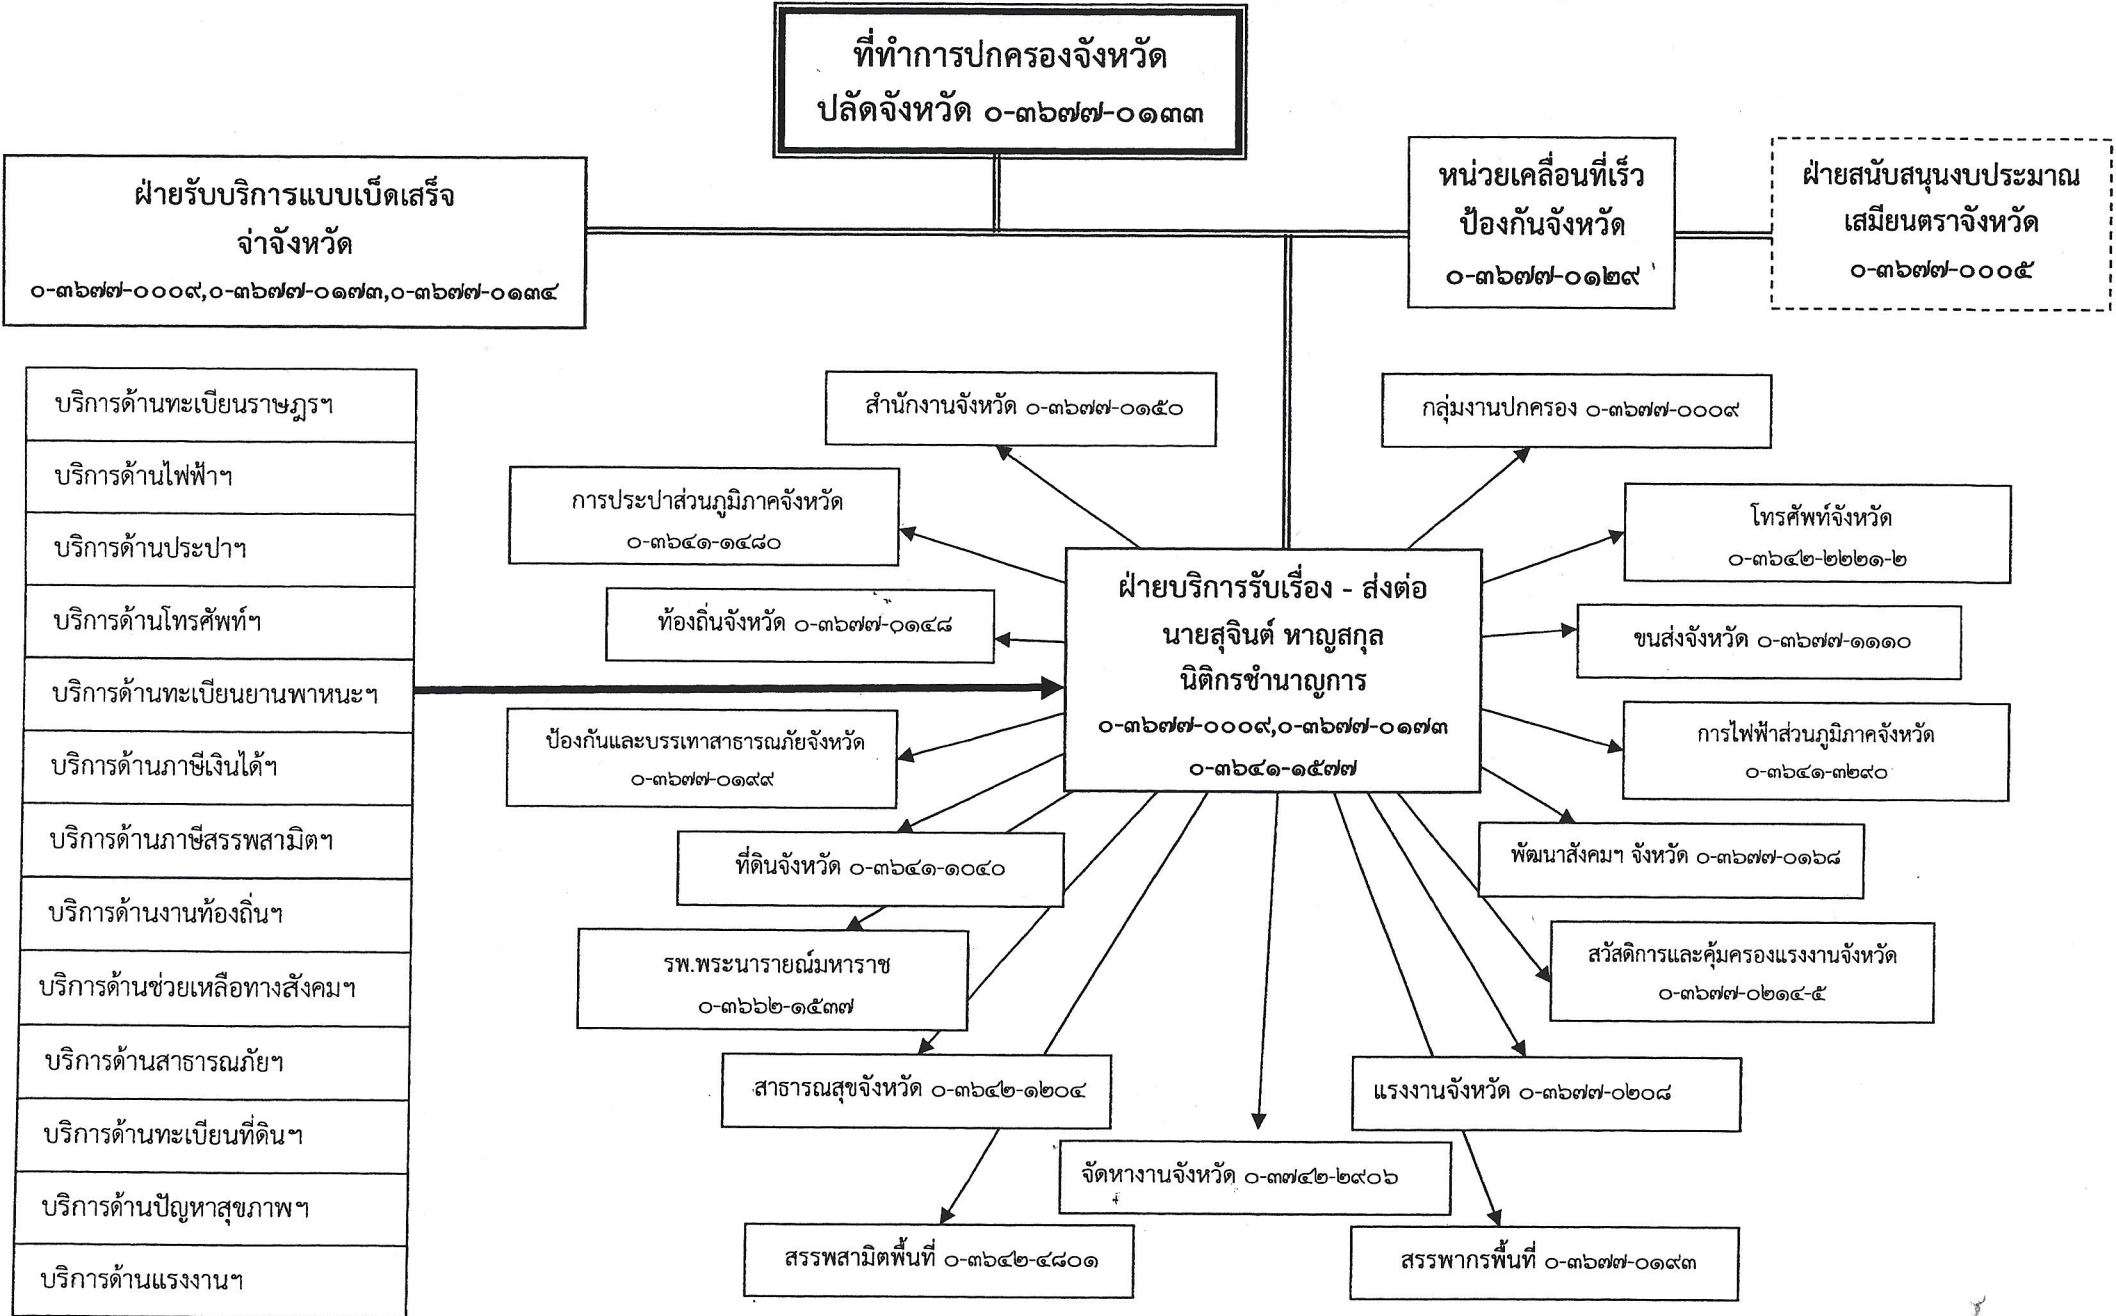 ที่ทำการปกครองจังหวัด
ปลัดจังหวัด ๐-๓๖๗๗-๐๑๓๓
ฝ่ายรับบริการแบบเบ็ดเสร็จ
จ่าจังหวัด
๐-๓๖๗๗-๐๐๐๙,๐-๓๖๗๗-๐๑๗๓,๐-๓๖๗๗-๐๑๓๔
หน่วยเคลื่อนที่เร็ว
ป้องกันจังหวัด
๐-๓๖๗๗-๐๑๒๙
ฝ่ายสนับสนุนงบประมาณ
เสมียนตราจังหวัด
๐-๓๖๗๗-๐๐๐๕
บริการด้านทะเบียนราษฎรฯ
บริการด้านไฟฟ้าฯ
บริการด้านประปาฯ
บริการด้านโทรศัพท์ฯ
บริการด้านทะเบียนยานพาหนะฯ
บริการด้านภาษีเงินได้ฯ
บริการด้านภาษีสรรพสามิตฯ
บริการด้านงานท้องถิ่นฯ
บริการด้านช่วยเหลือทางสังคมฯ
บริการด้านสาธารณภัยฯ
บริการด้านทะเบียนที่ดินฯ
บริการด้านปัญหาสุขภาพฯ
บริการด้านแรงงานฯ
สำนักงานจังหวัด ๐-๓๖๗๗-๐๑๕๐
กลุ่มงานปกครอง ๐-๓๖๗๗-๐๐๐๙
การประปาส่วนภูมิภาคจังหวัด
๐-๓๖๔๑-๑๔๘๐
โทรศัพท์จังหวัด
๐-๓๖๔๒-๒๒๒๑-๒
ท้องถิ่นจังหวัด ๐-๓๖๗๗-๐๑๔๘
ฝ่ายบริการรับเรื่อง - ส่งต่อ
นายสุจินต์ หาญสกุล
นิติกรชำนาญการ
๐-๓๖๗๗-๐๐๐๙,๐-๓๖๗๗-๐๑๗๓
๐-๓๖๔๑-๑๕๗๗
ขนส่งจังหวัด ๐-๓๖๗๗-๑๑๑๐
ป้องกันและบรรเทาสาธารณภัยจังหวัด
๐-๓๖๗๗-๐๑๙๙
การไฟฟ้าส่วนภูมิภาคจังหวัด
๐-๓๖๔๑-๓๒๙๐
ที่ดินจังหวัด ๐-๓๖๔๑-๑๐๔๐
พัฒนาสังคมฯ จังหวัด ๐-๓๖๗๗-๐๑๖๘
รพ.พระนารายณ์มหาราช
๐-๓๖๖๒-๑๕๓๗
สวัสดิการและคุ้มครองแรงงานจังหวัด
๐-๓๖๗๗-๐๒๑๔-๕
สาธารณสุขจังหวัด ๐-๓๖๔๒-๑๒๐๔
แรงงานจังหวัด ๐-๓๖๗๗-๐๒๐๘
จัดหางานจังหวัด ๐-๓๗๔๒-๒๙๐๖
สรรพสามิตพื้นที่ ๐-๓๖๔๒-๔๘๐๑
สรรพากรพื้นที่ ๐-๓๖๗๗-๐๑๙๓